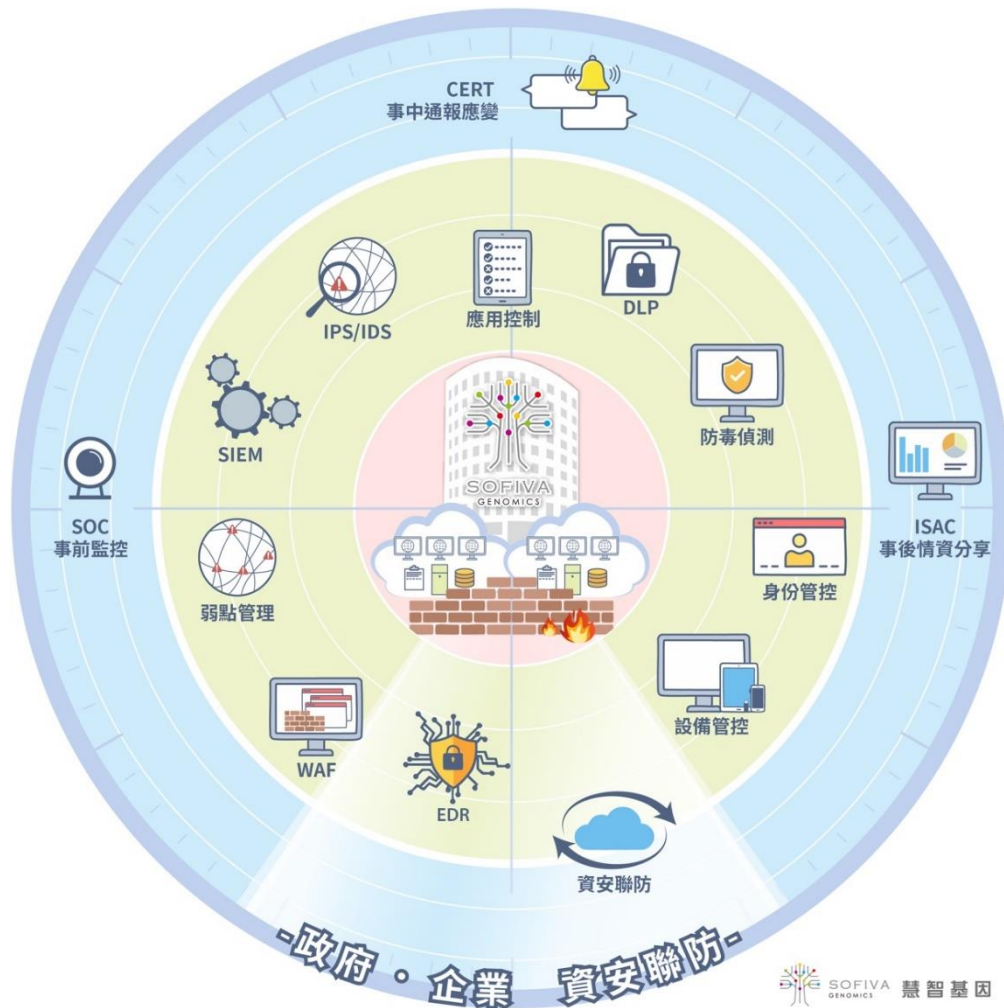 CERT
事中通報應變
IPS/IDS
應用控制
DLP
SIEM
防毒偵測
SOFIVA
GENOMICS
SOC
事前監控
ISAC
事後情資分享
弱點管理
身份管控
設備管控
WAF
EDR
資安聯防
-政府・企業 資安聯防-
SOFIVA
GENOMICS
慧智基因